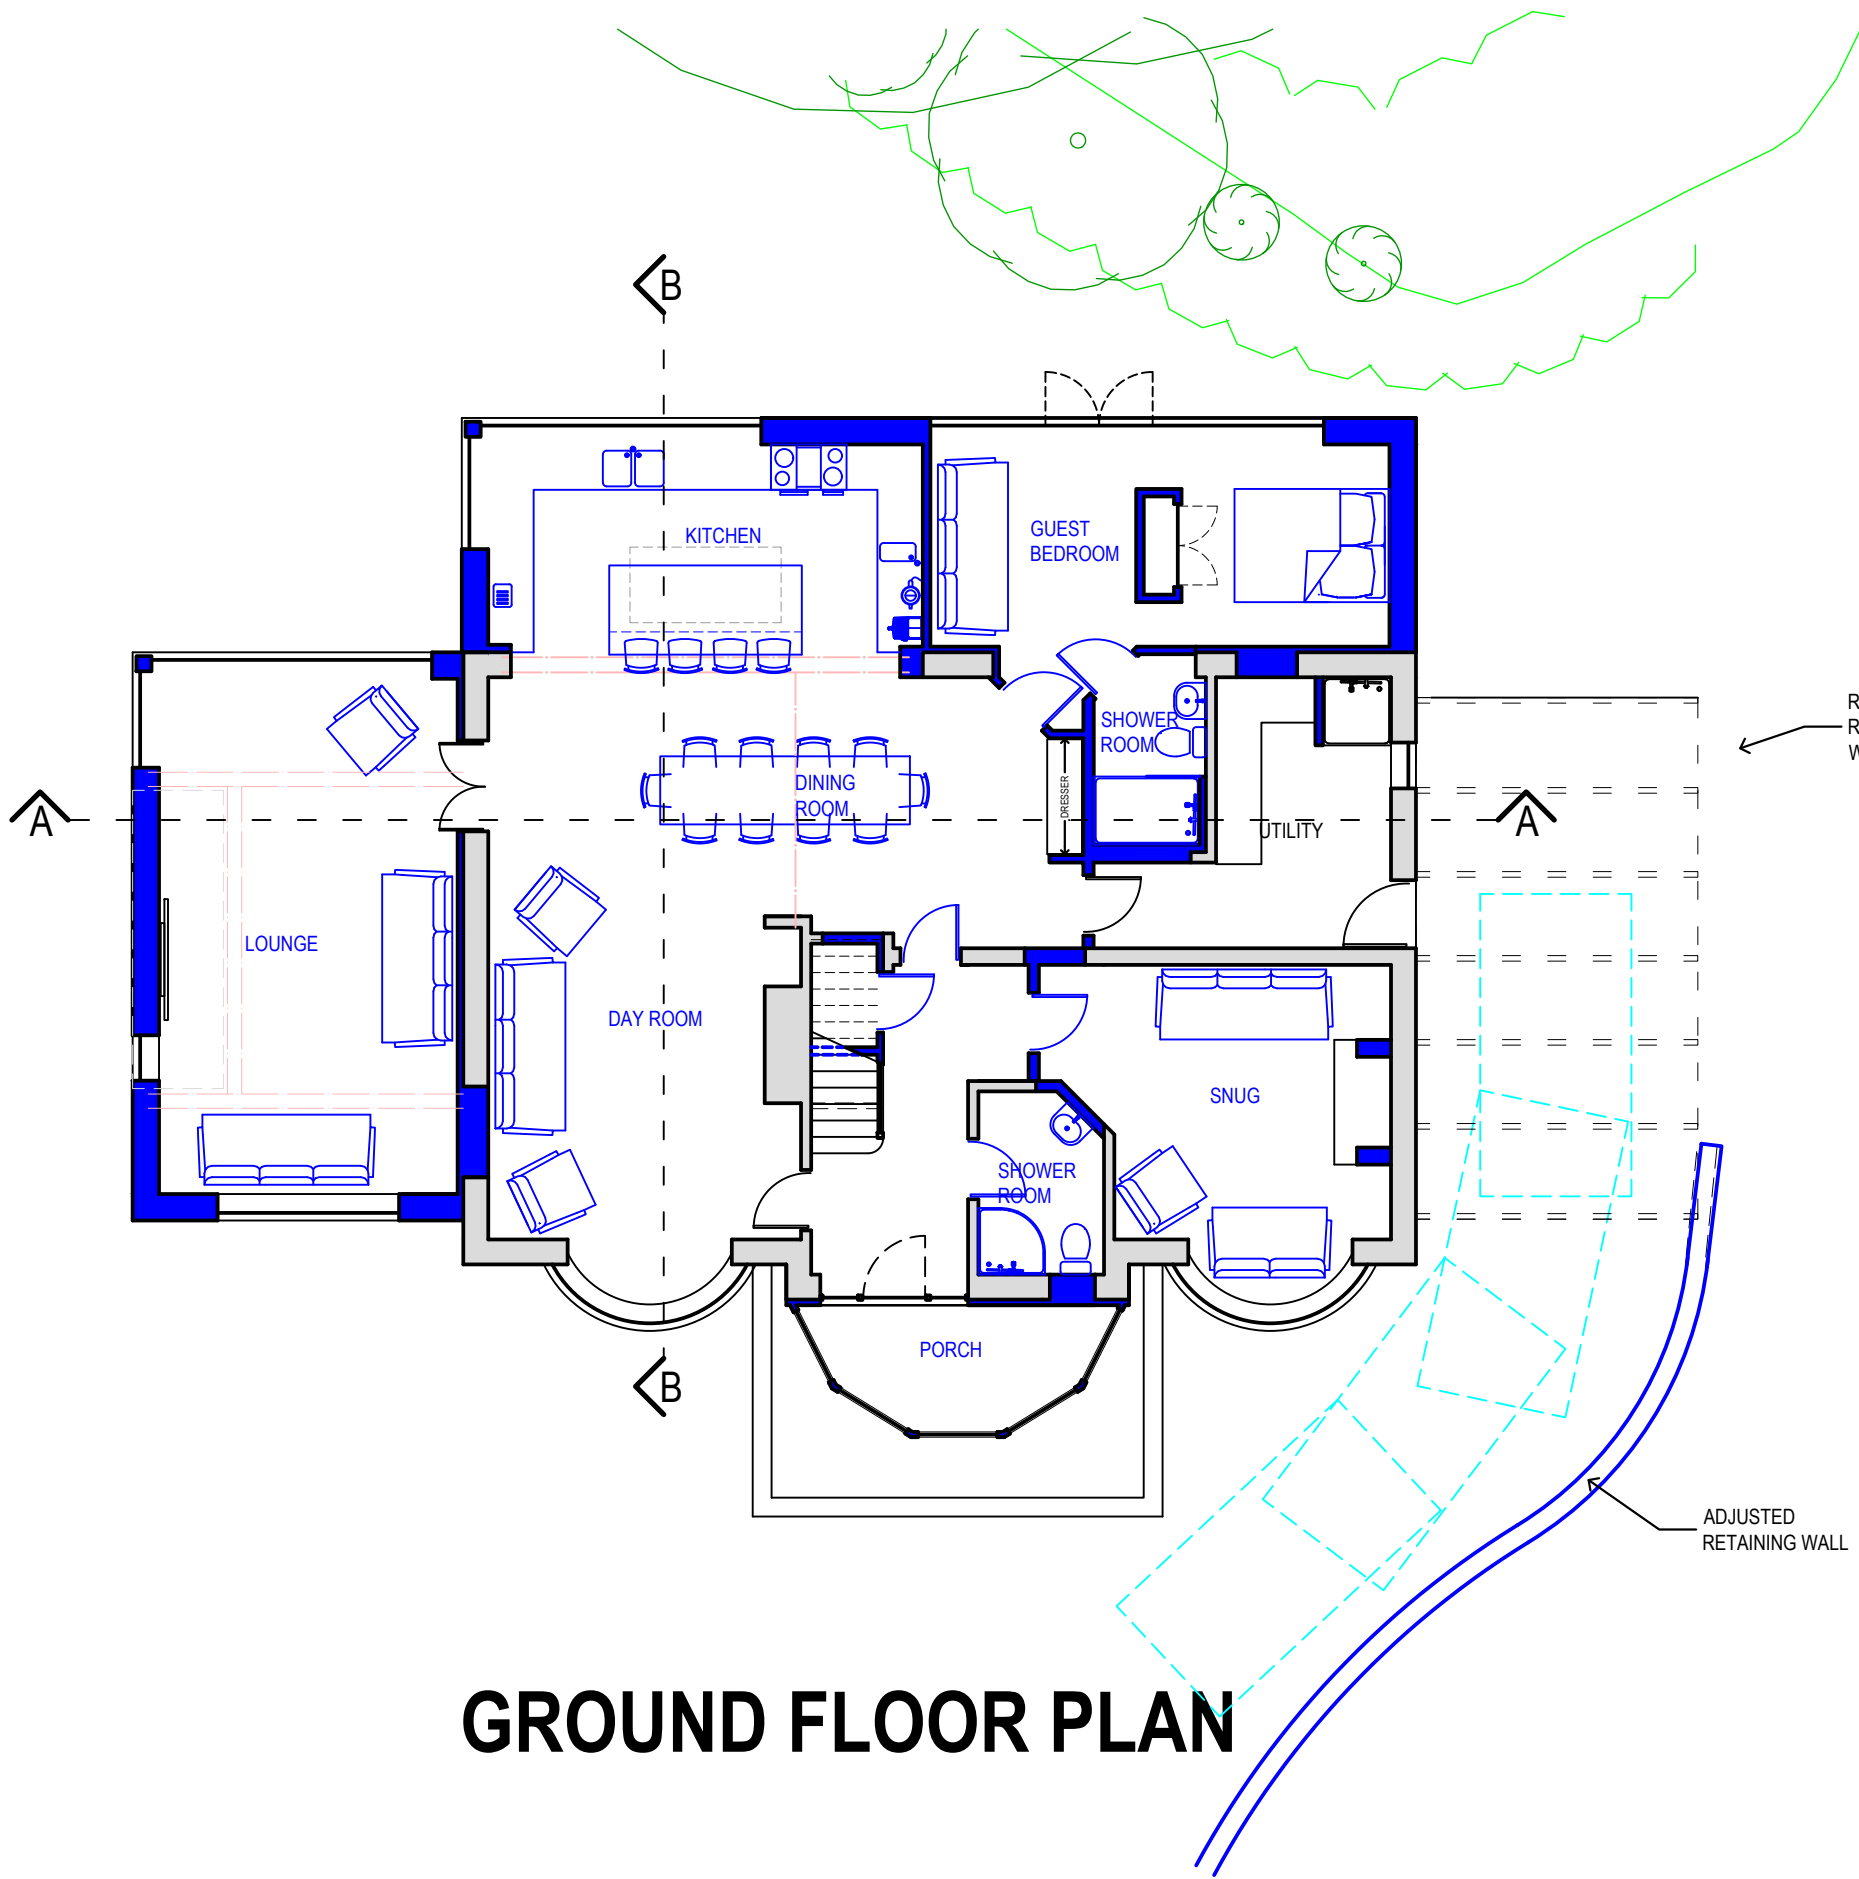 B
KITCHEN
GUEST
BEDROOM
SHOWER
ROOM
DINING
ROOM
DRESSER
A
UTILITY
A
LOUNGE
DAY ROOM
SNUG
SHOWER
ROOM
PORCH
B
ADJUSTED
RETAINING WALL
GROUND FLOOR PLAN